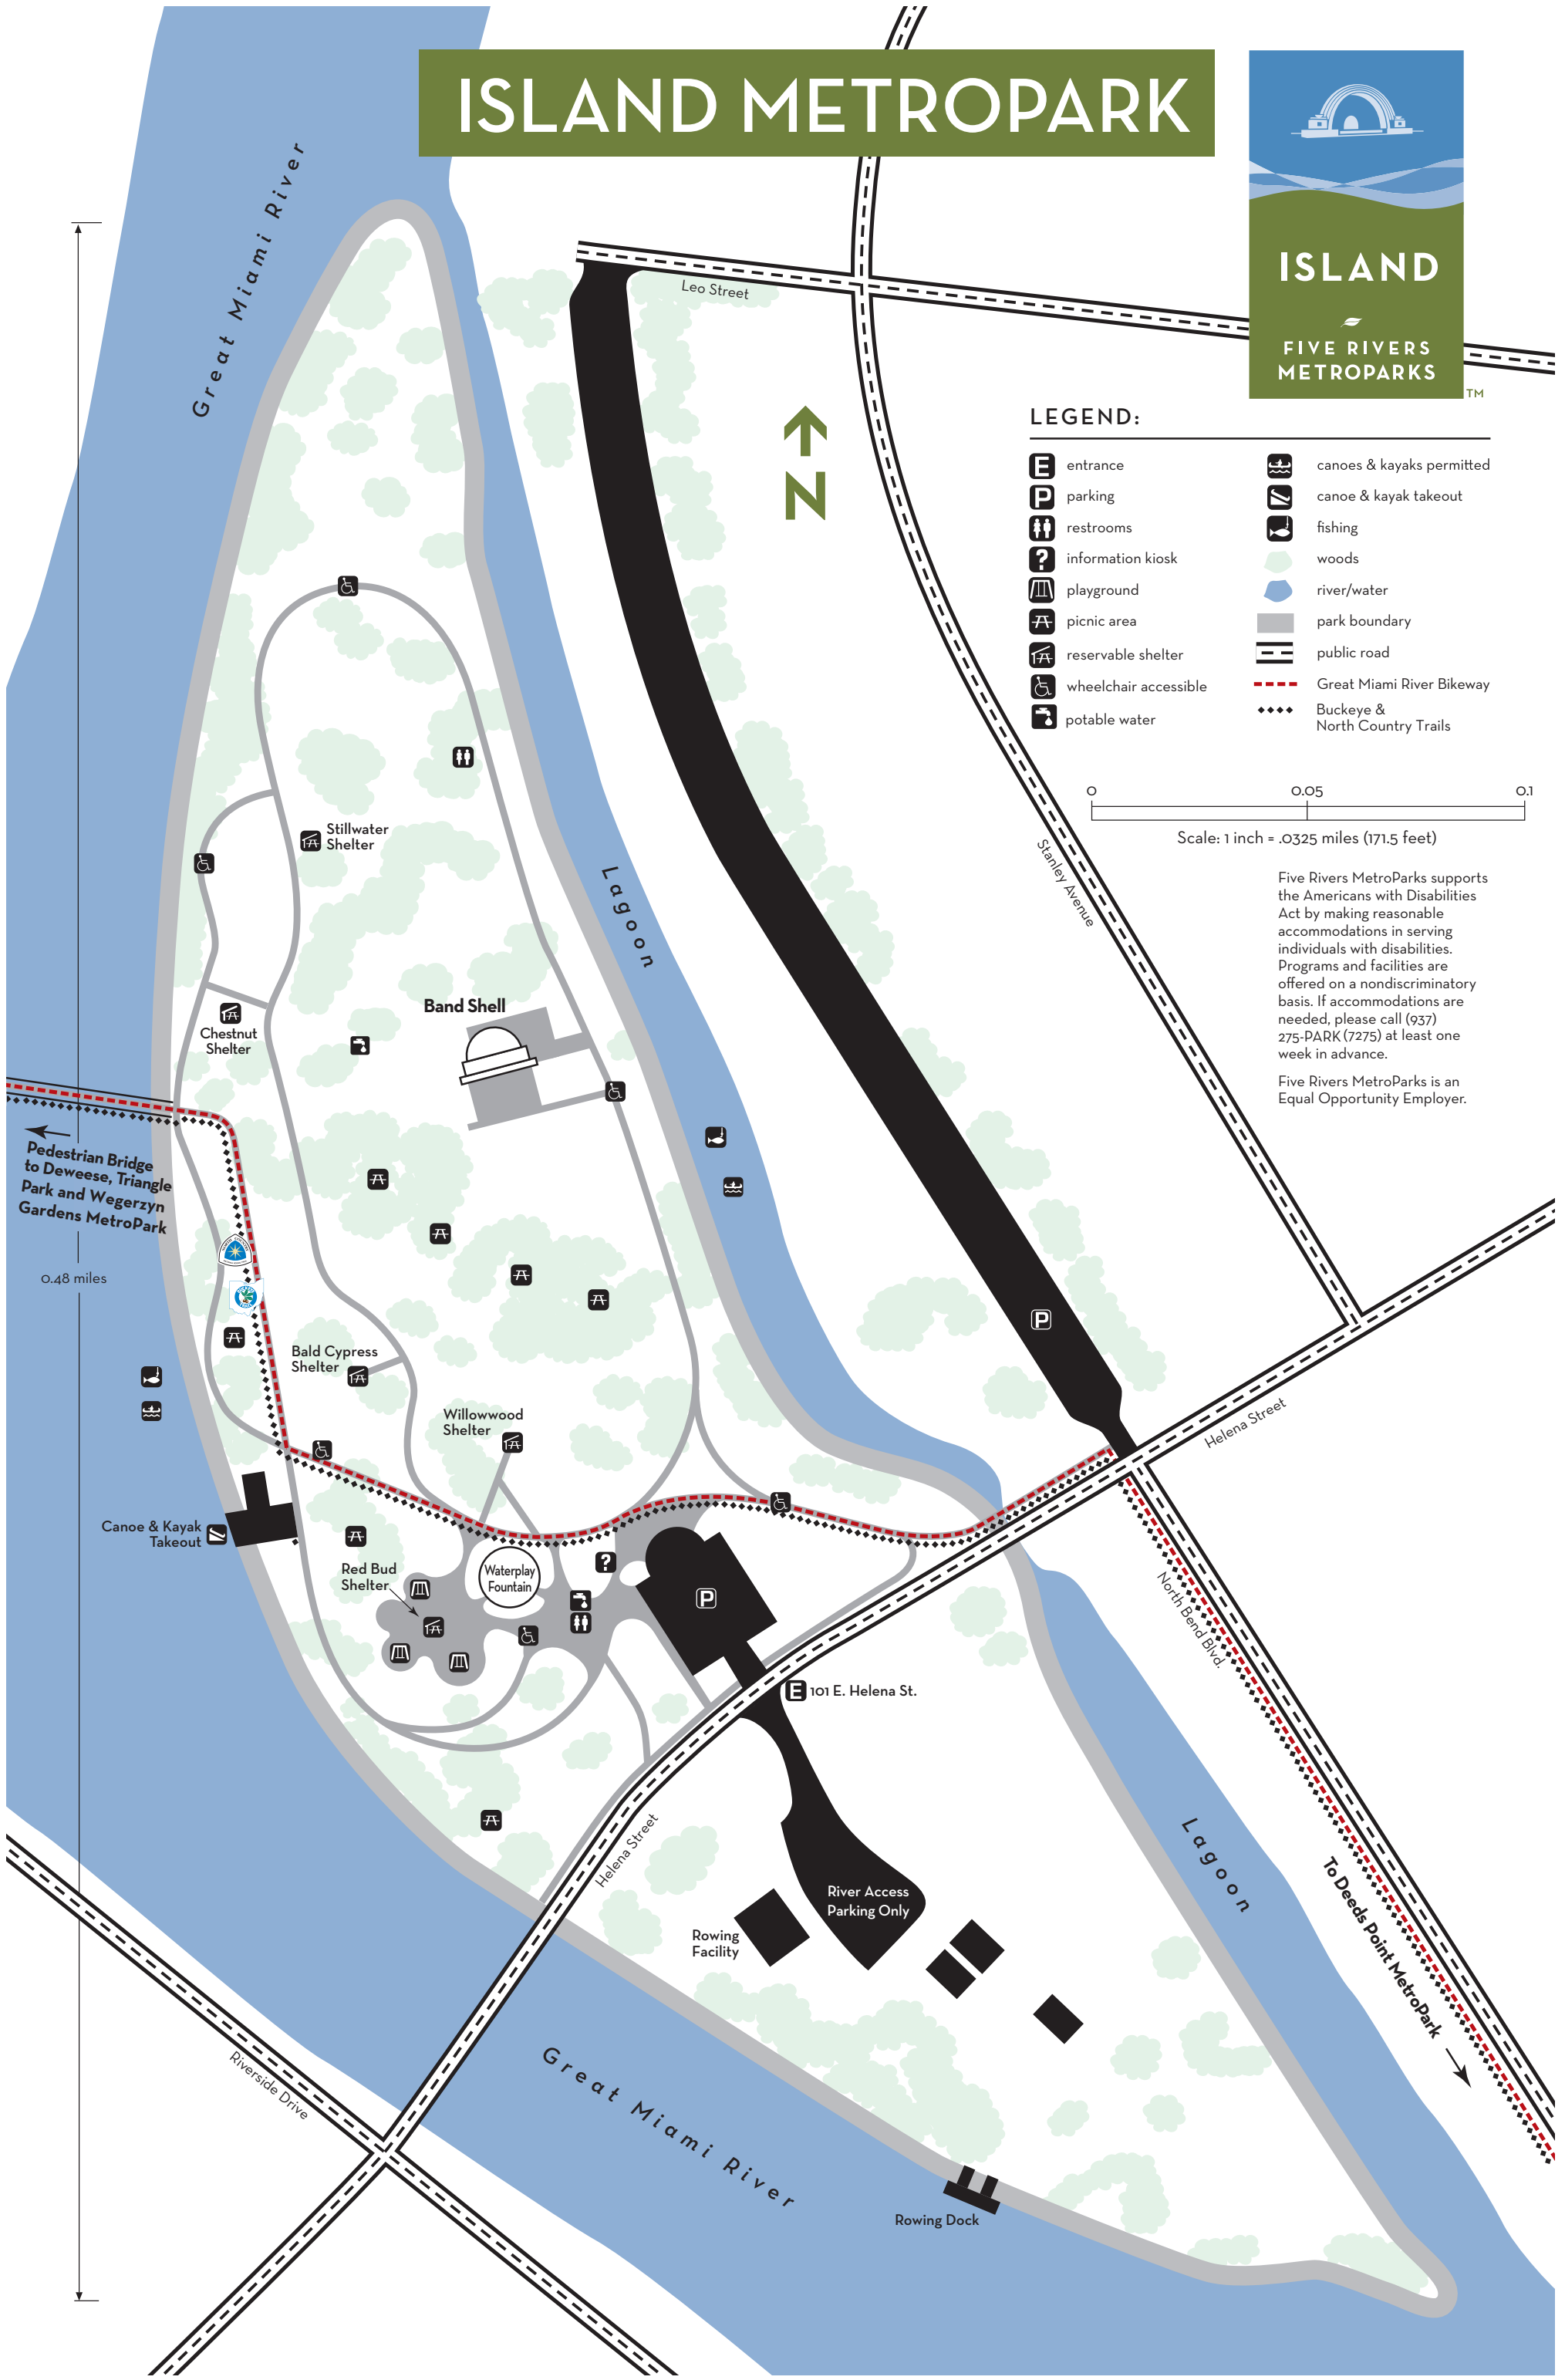 ISLAND METROPARK
ISLAND
FIVE RIVERS
METROPARKS
TM
Great Miami River
Leo Street
N
LEGEND:
E entrance
P parking
restrooms
? information kiosk
playground
picnic area
reservable shelter
wheelchair accessible
potable water
canoes & kayaks permitted
canoe & kayak takeout
fishing
woods
river/water
park boundary
public road
Great Miami River Bikeway
Buckeye &
North Country Trails
0 0.05 0.1
Scale: 1 inch = .0325 miles (171.5 feet)
Stanley Avenue
Five Rivers MetroParks supports
the Americans with Disabilities
Act by making reasonable
accommodations in serving
individuals with disabilities.
Programs and facilities are
offered on a nondiscriminatory
basis. If accommodations are
needed, please call (937)
275-PARK (7275) at least one
week in advance.
Five Rivers MetroParks is an
Equal Opportunity Employer.
Stillwater
Shelter
Lagoon
Band Shell
Chestnut
Shelter
Pedestrian Bridge
to Deweese, Triangle
Park and Wegerzyn
Gardens MetroPark
0.48 miles
P
Bald Cypress
Shelter
Willowwood
Shelter
Helena Street
Canoe & Kayak
Takeout
Red Bud
Shelter
Waterplay
Fountain
?
P
North Bend Blvd.
E 101 E. Helena St.
Helena Street
Lagoon
River Access
Parking Only
Rowing
Facility
To Deeds Point MetroPark
Riverside Drive
Great Miami River
Rowing Dock